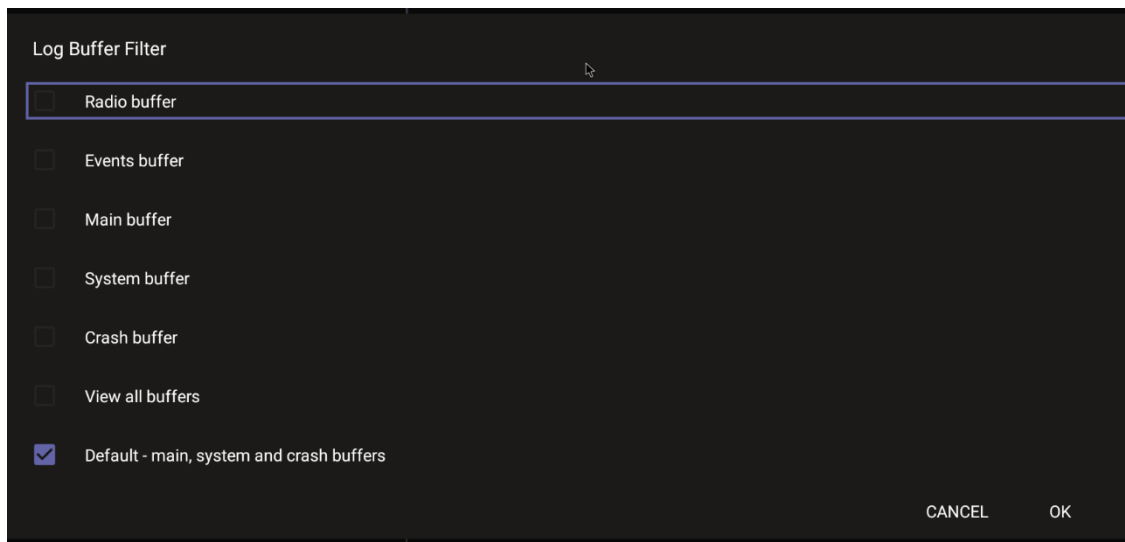 Log Buffer Filter
Radio buffer
Events buffer
Main buffer
System buffer
Crash buffer
View all buffers
Default - main, system and crash buffers
CANCEL OK